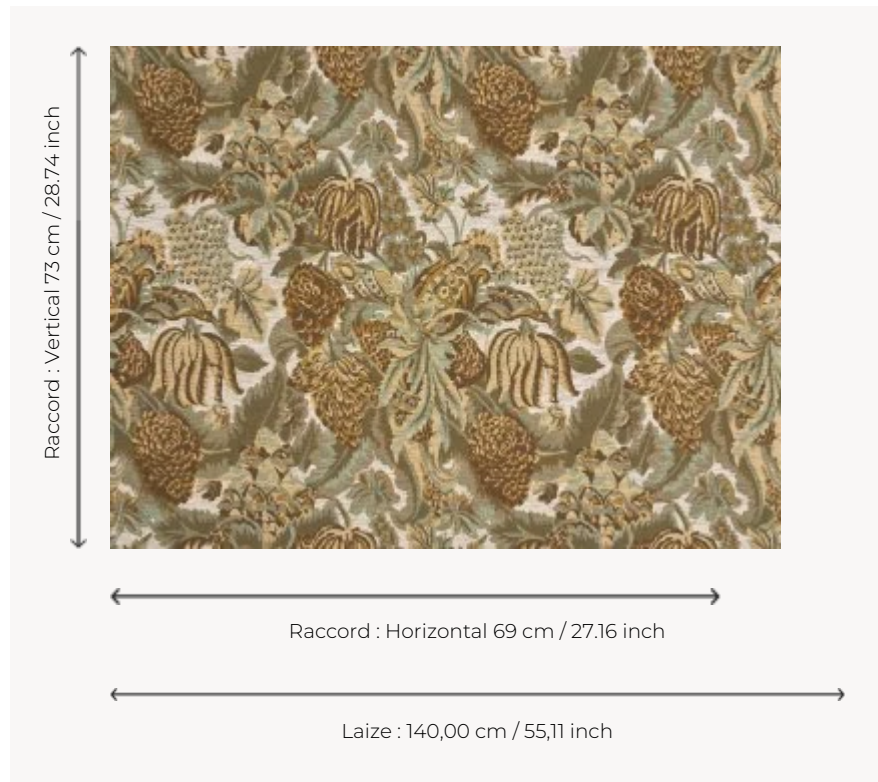 Raccord : Vertical 73 cm / 28.74 inch
Raccord : Horizontal 69 cm / 27.16 inch
Laize : 140,00 cm / 55,11 inch